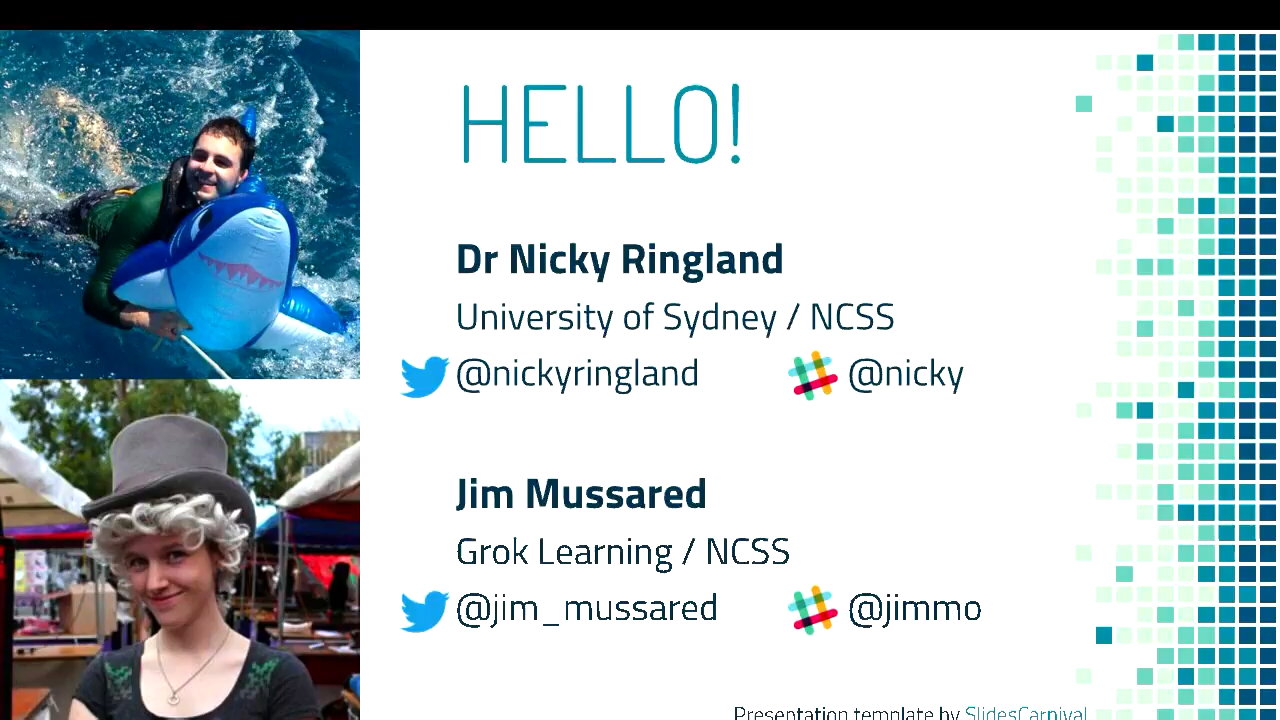 HELLO!
Dr Nicky Ringland
University of Sydney / NCSS
@nickyringland @nicky
Jim Mussared
Grok Learning / NCSS
@jim_mussared @jimmo
Presentation template by SlidesCarnival